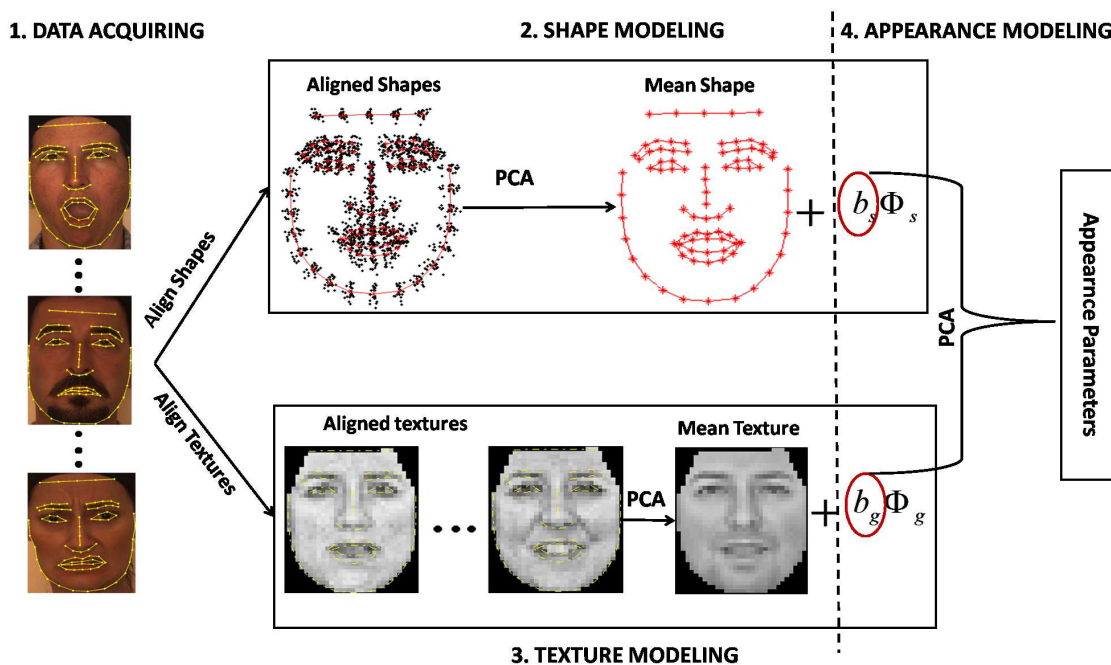 1. DATA ACQUIRING
2. SHAPE MODELING
4. APPEARANCE MODELING
Aligned Shapes
Mean Shape
PCA
+
b_s Φ_s
Align Shapes
Align Textures
PCA
Appearnce Parameters
Aligned textures
Mean Texture
PCA
+
b_g Φ_g
3. TEXTURE MODELING